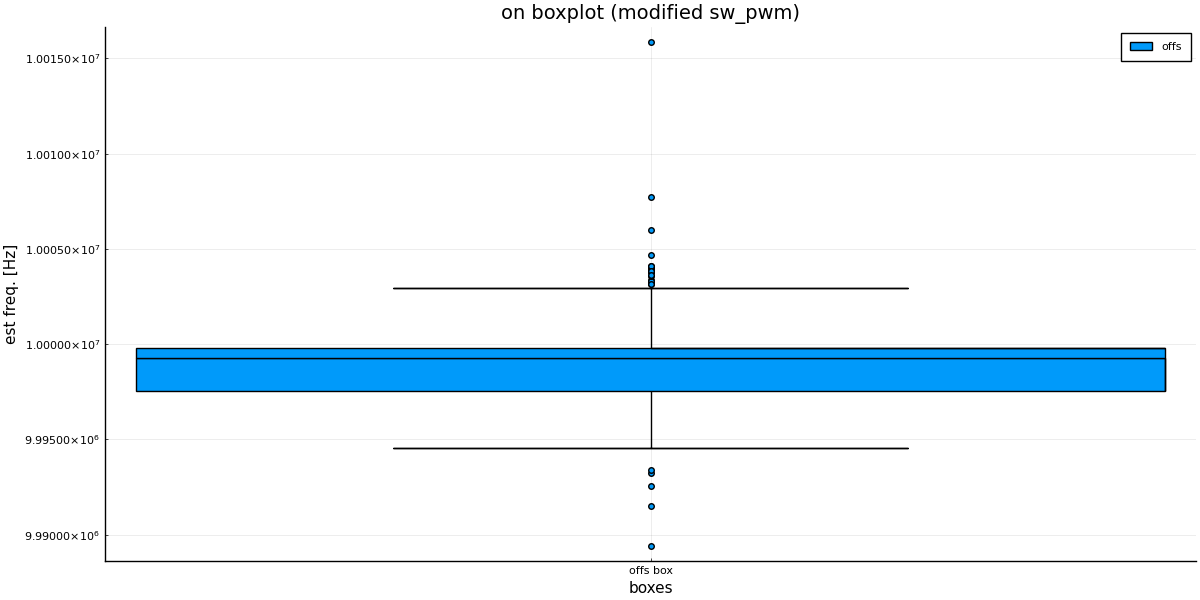 on boxplot (modified sw_pwm)
offs
1.00150×10⁷
1.00100×10⁷
1.00050×10⁷
1.00000×10⁷
9.99500×10⁶
9.99000×10⁶
est freq. [Hz]
offs box
boxes